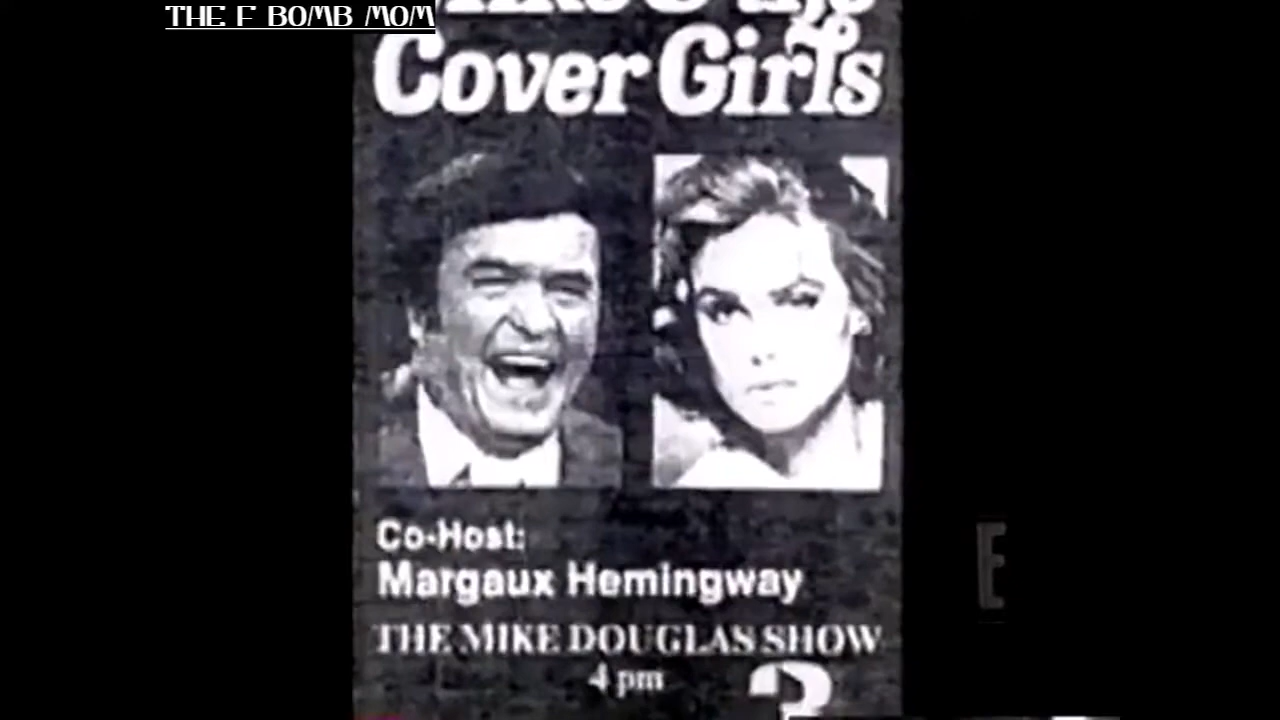 THE F BOMB MOM
Cover Girls
Co-Host:
Margaux Hemingway
THE MIKE DOUGLAS SHOW
4 pm
E